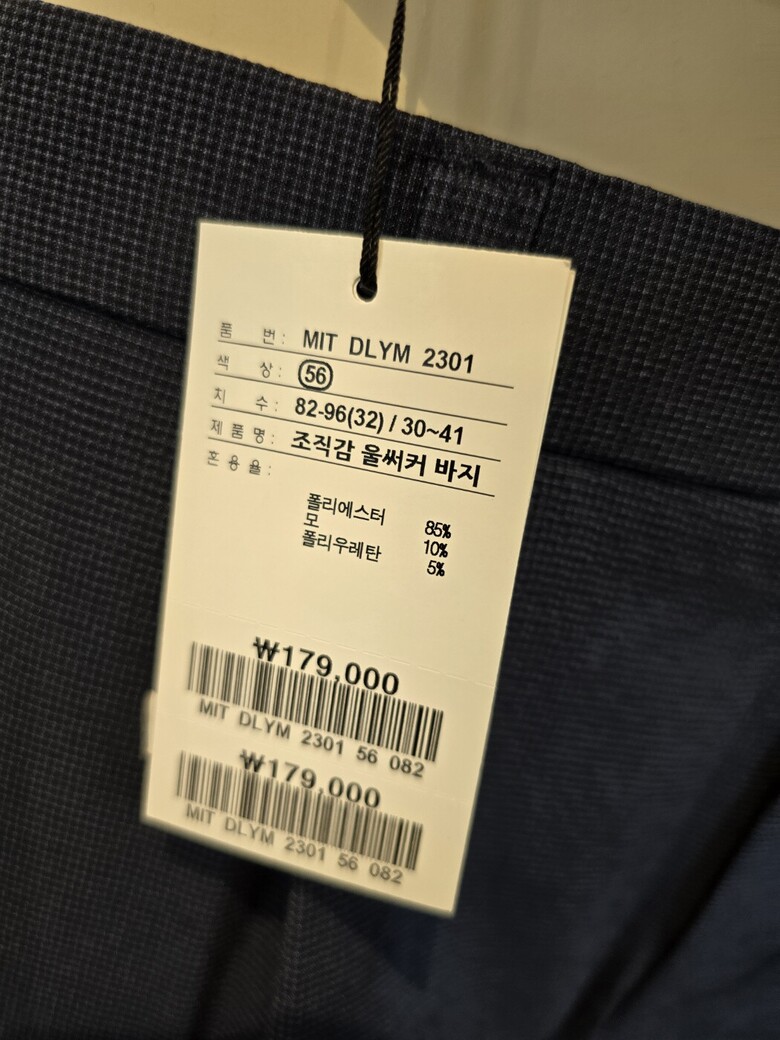 품 번: MIT DLYM 2301
색 상: 56
치 수: 82-96(32) / 30~41
제품명: 조직감 울써커 바지
혼용율:
폴리에스터 85%
모 10%
폴리우레탄 5%
₩179,000
MIT DLYM 2301 56 082
₩179,000
MIT DLYM 2301 56 082